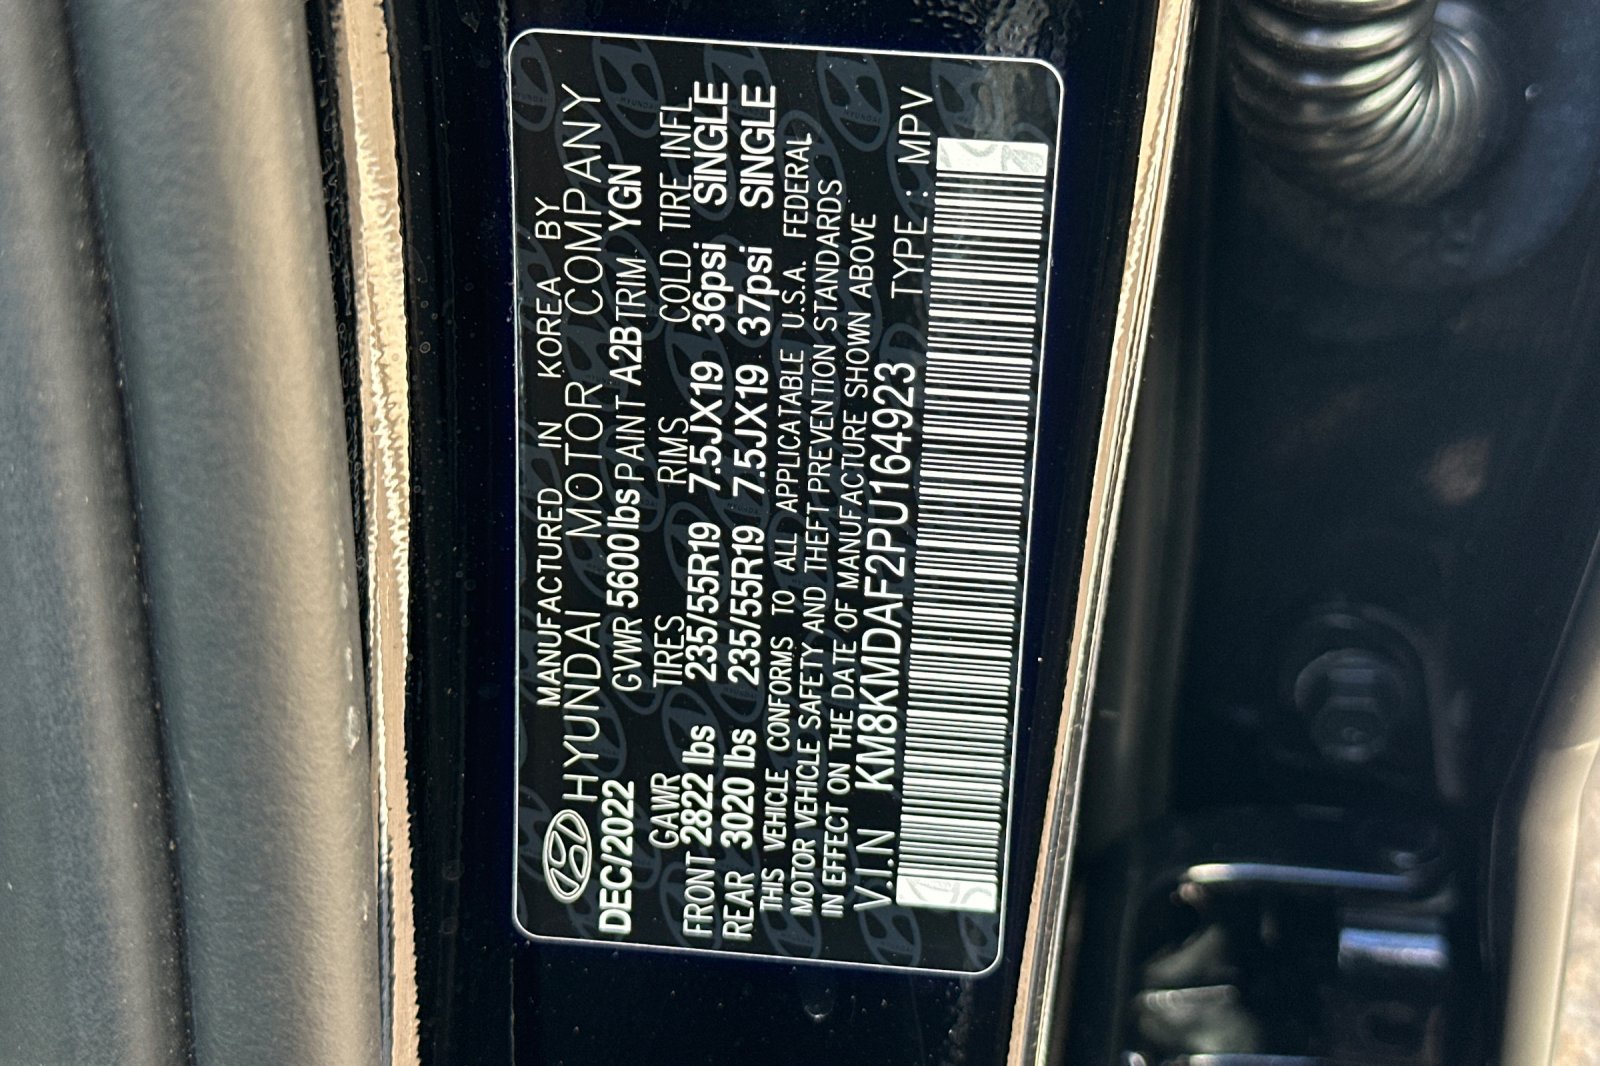 MANUFACTURED IN KOREA BY
HYUNDAI MOTOR COMPANY
DEC/2022 GVWR 5600lbs PAINT A2B TRIM YGN
GAWR TIRES RIMS COLD TIRE INFL
FRONT 2822 lbs 235/55R19 7.5JX19 36psi SINGLE
REAR 3020 lbs 235/55R19 7.5JX19 37psi SINGLE
THIS VEHICLE CONFORMS TO ALL APPLICATABLE U.S.A. FEDERAL
MOTOR VEHICLE SAFETY AND THEFT PREVENTION STANDARDS
IN EFFECT ON THE DATE OF MANUFACTURE SHOWN ABOVE
V.I.N KM8KMDAF2PU164923 TYPE : MPV